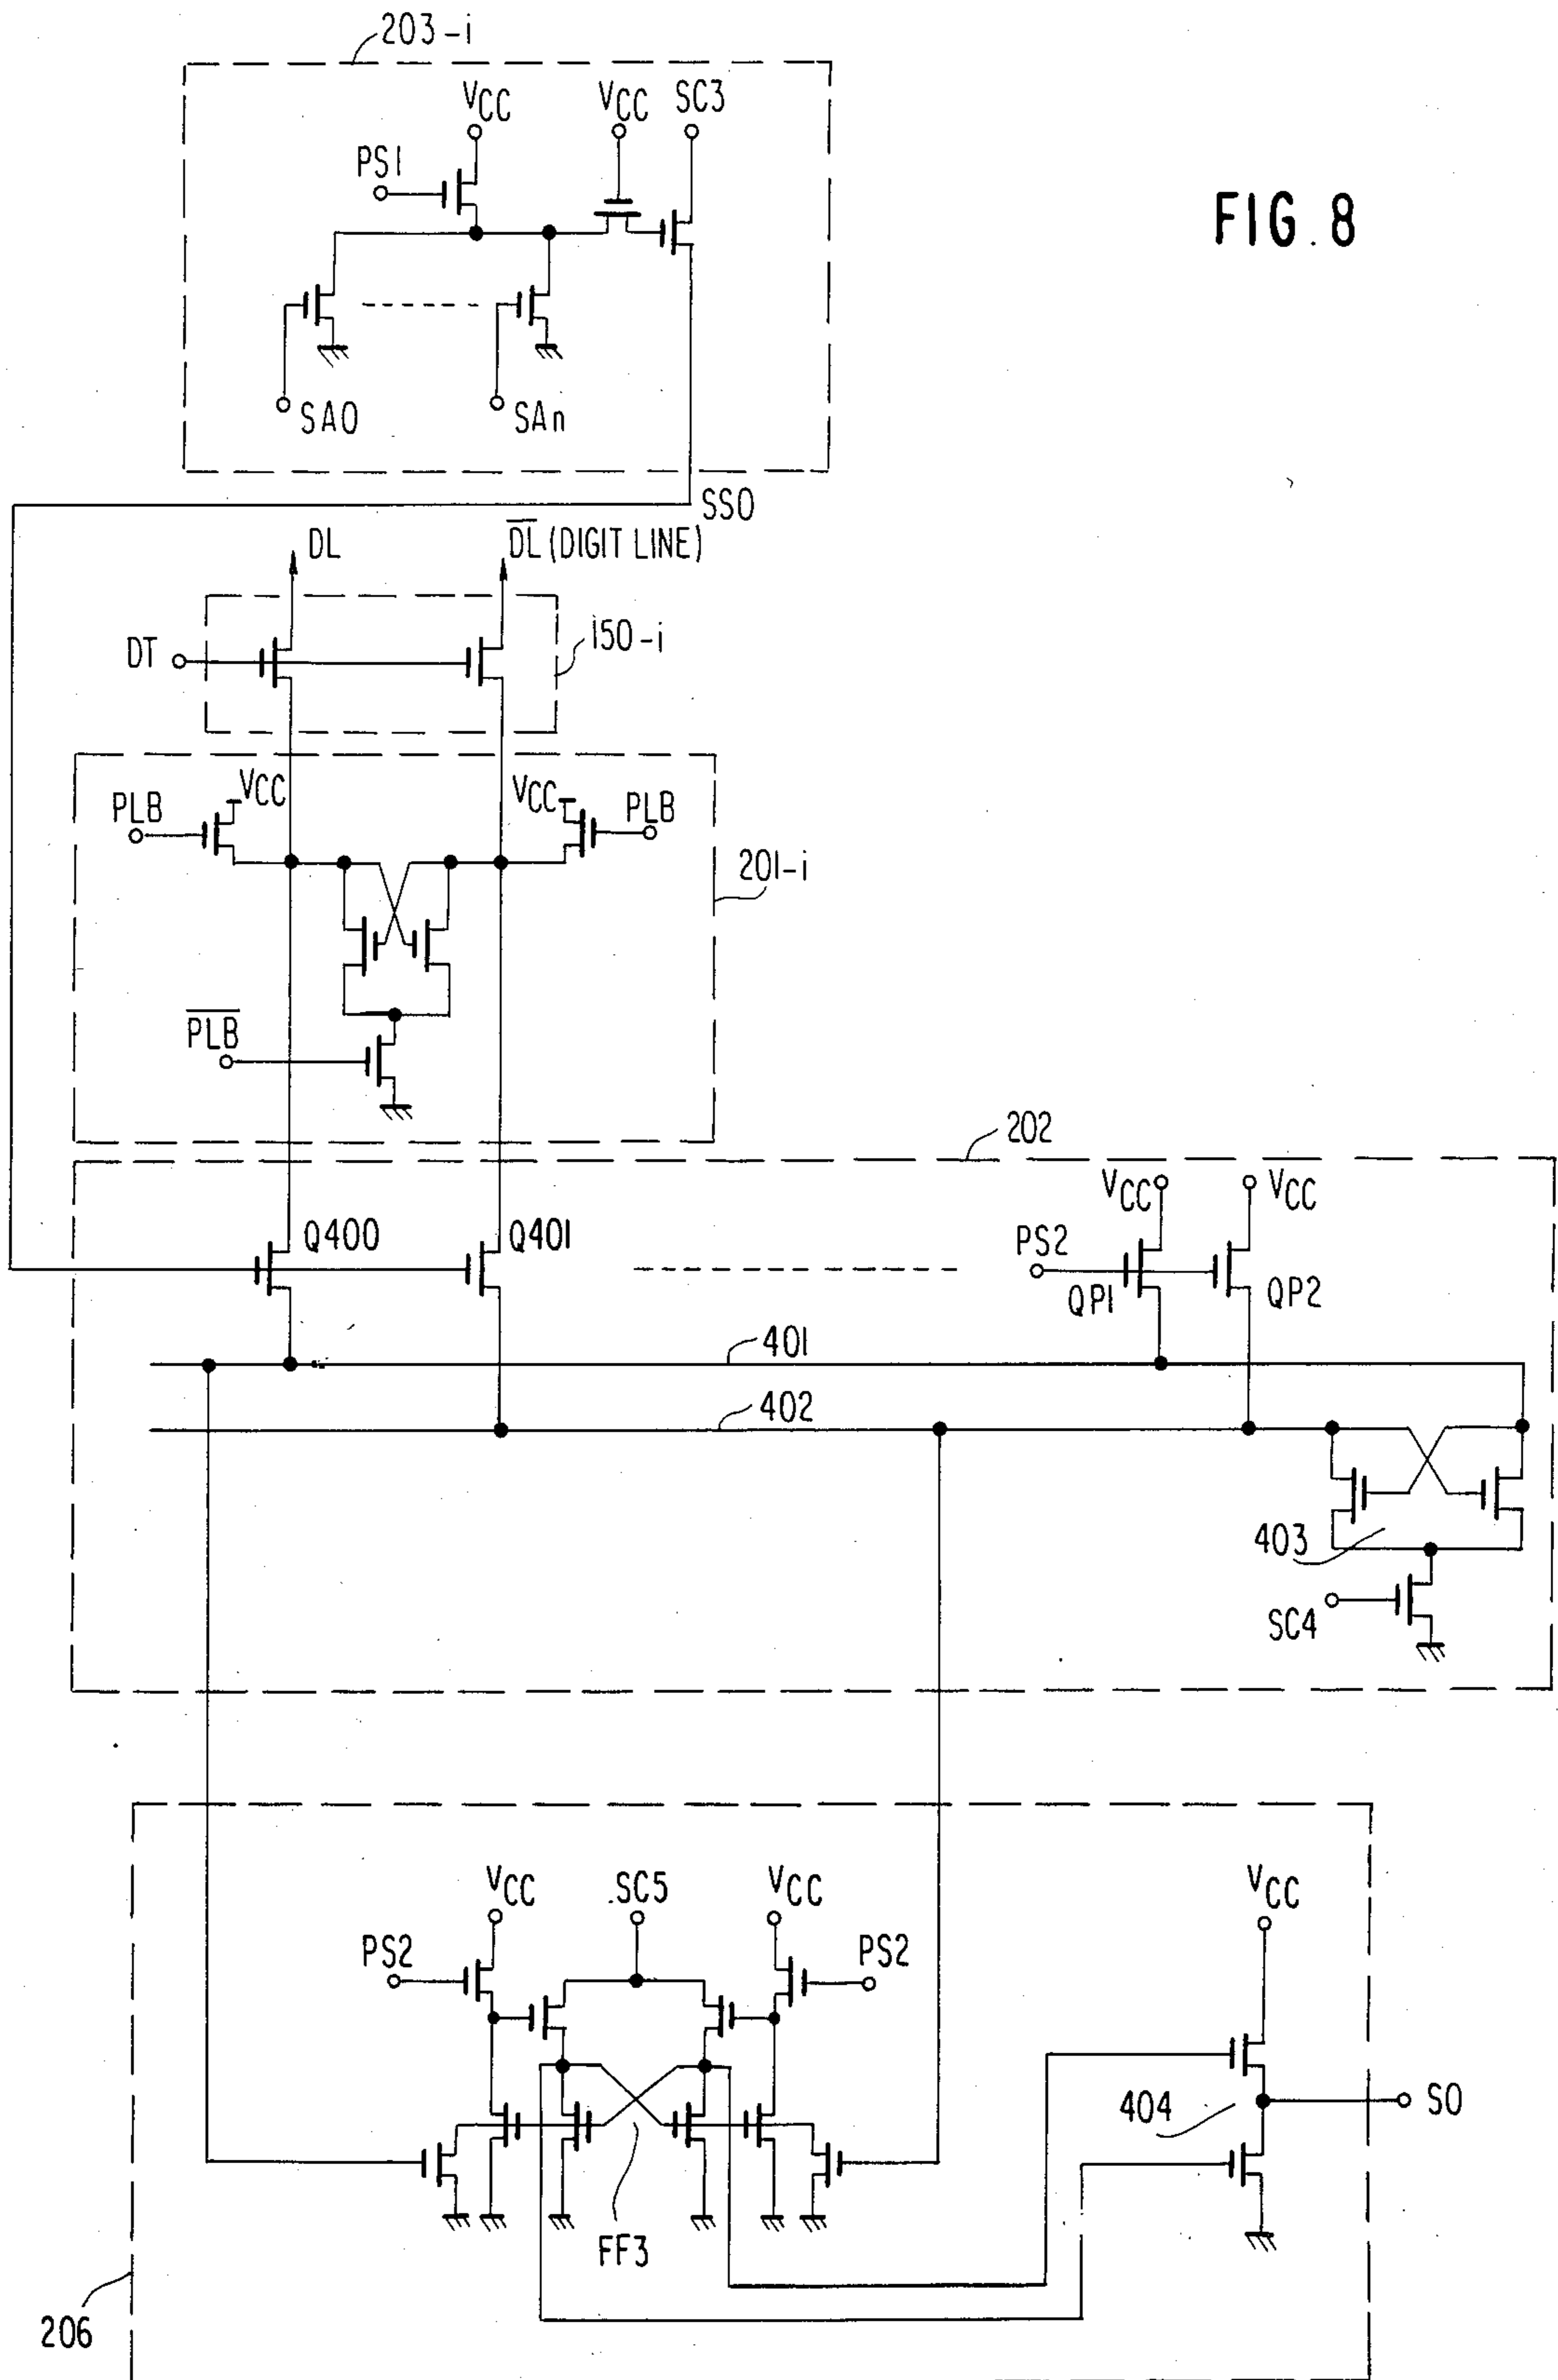 203-i
VCC
VCC
SC3
PS1
FIG. 8
SA0
SAn
SS0
DL
DL (DIGIT LINE)
DT
150-i
PLB
VCC
VCC
PLB
201-i
PLB
202
Q400
Q401
VCC
VCC
PS2
QP1
QP2
401
402
403
SC4
VCC
SC5
VCC
VCC
PS2
PS2
404
SO
FF3
206